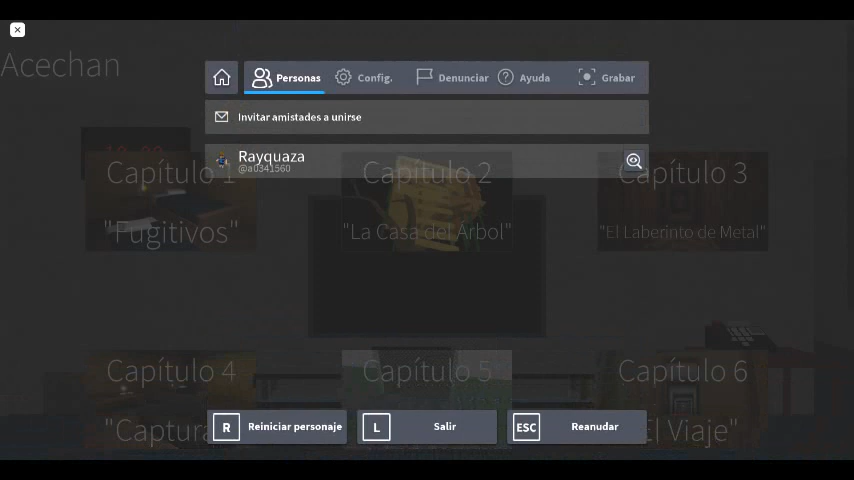 Acechan
Personas
Config.
Denunciar
Ayuda
Grabar
Invitar amistades a unirse
Rayquaza
@a0341560
Capítulo 1
Capítulo 2
Capítulo 3
"Fugitivos"
"La Casa del Árbol"
"El Laberinto de Metal"
Capítulo 4
Capítulo 5
Capítulo 6
"Captura
El Viaje"
R Reiniciar personaje
L Salir
ESC Reanudar